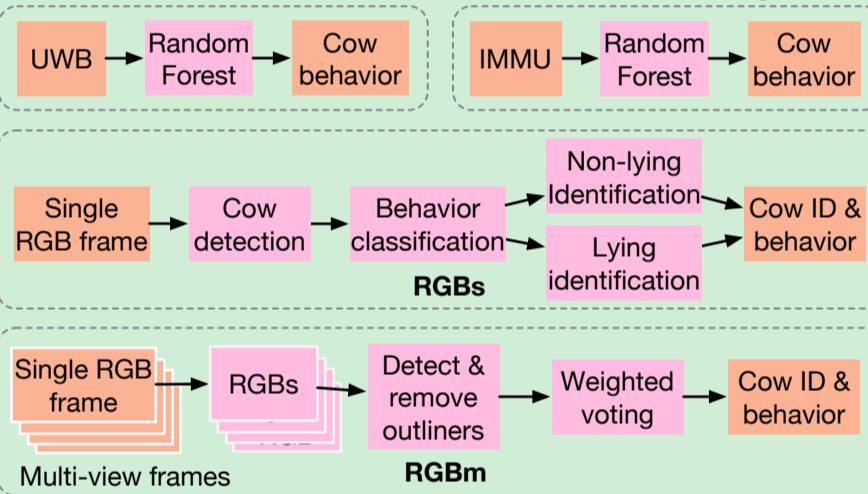 UWB
Random
Forest
Cow
behavior
IMMU
Random
Forest
Cow
behavior
Single
RGB frame
Cow
detection
Behavior
classification
Non-lying
Identification
Lying
identification
Cow ID &
behavior
RGBs
Single RGB
frame
Multi-view frames
RGBs
Detect &
remove
outliners
Weighted
voting
Cow ID &
behavior
RGBm